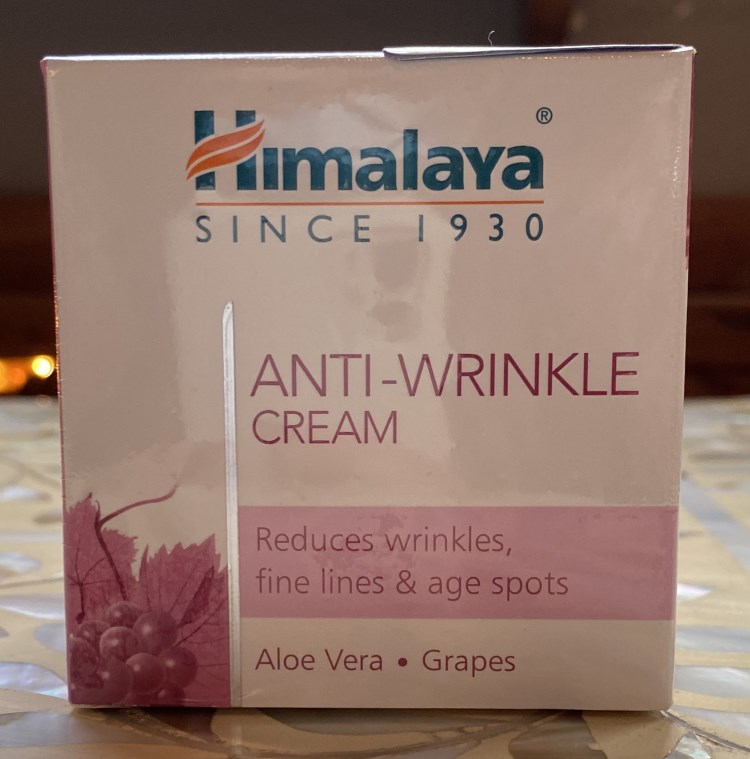 Himalaya®
SINCE 1930
ANTI-WRINKLE
CREAM
Reduces wrinkles,
fine lines & age spots
Aloe Vera • Grapes